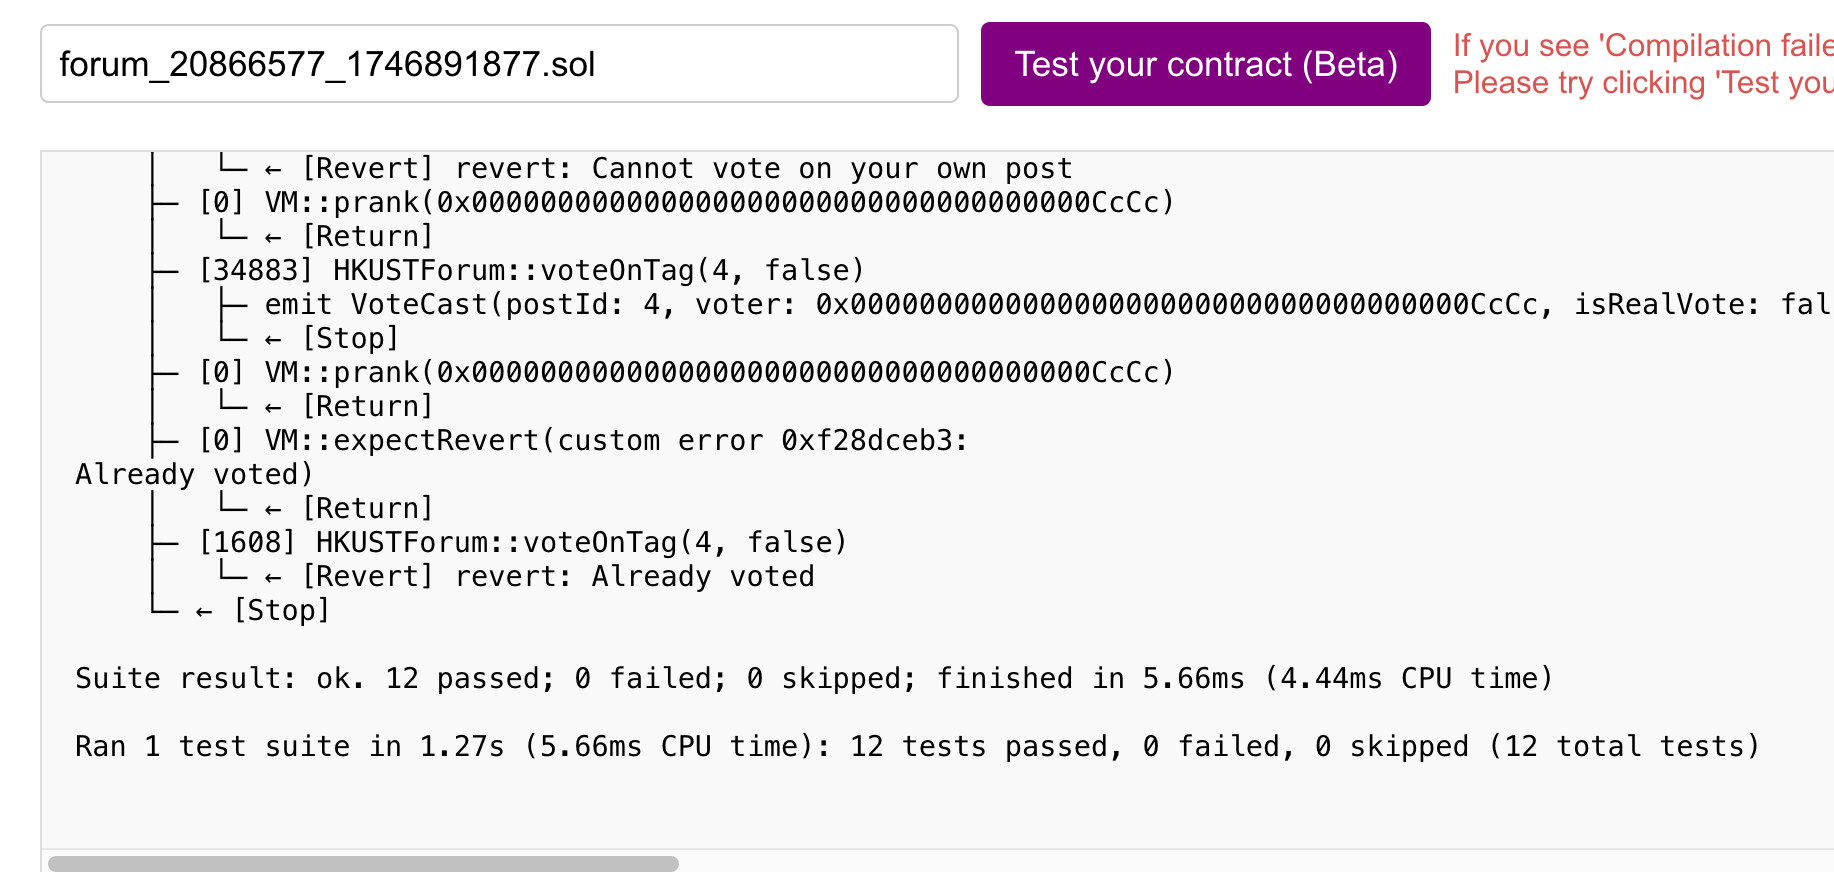 forum_20866577_1746891877.sol
Test your contract (Beta)
If you see 'Compilation faile
Please try clicking 'Test you
│   └─ ← [Revert] revert: Cannot vote on your own post
├─ [0] VM::prank(0x000000000000000000000000000000000000CcCc)
│   └─ ← [Return]
├─ [34883] HKUSTForum::voteOnTag(4, false)
│   ├─ emit VoteCast(postId: 4, voter: 0x000000000000000000000000000000000000CcCc, isRealVote: fal
│   └─ ← [Stop]
├─ [0] VM::prank(0x000000000000000000000000000000000000CcCc)
│   └─ ← [Return]
├─ [0] VM::expectRevert(custom error 0xf28dceb3:
Already voted)
│   └─ ← [Return]
├─ [1608] HKUSTForum::voteOnTag(4, false)
│   └─ ← [Revert] revert: Already voted
└─ ← [Stop]
Suite result: ok. 12 passed; 0 failed; 0 skipped; finished in 5.66ms (4.44ms CPU time)
Ran 1 test suite in 1.27s (5.66ms CPU time): 12 tests passed, 0 failed, 0 skipped (12 total tests)